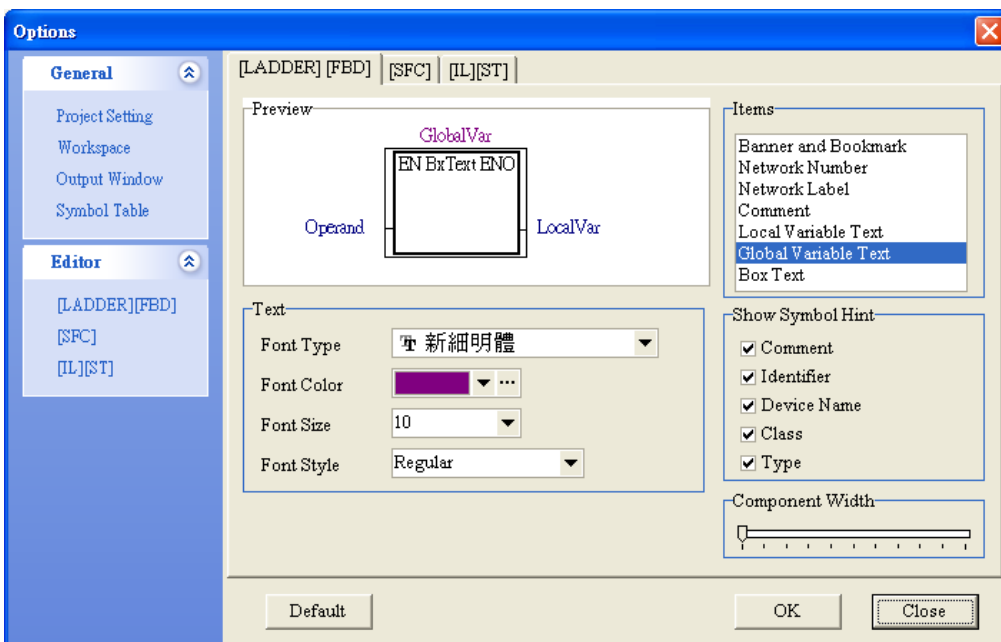 Options
General
Project Setting
Workspace
Output Window
Symbol Table
Editor
[LADDER][FBD]
[SFC]
[IL][ST]
[LADDER] [FBD]
[SFC]
[IL][ST]
Preview
GlobalVar
EN BxText ENO
Operand
LocalVar
Text
Font Type
新細明體
Font Color
...
Font Size
10
Font Style
Regular
Items
Banner and Bookmark
Network Number
Network Label
Comment
Local Variable Text
Global Variable Text
Box Text
Show Symbol Hint
Comment
Identifier
Device Name
Class
Type
Component Width
Default
OK
Close